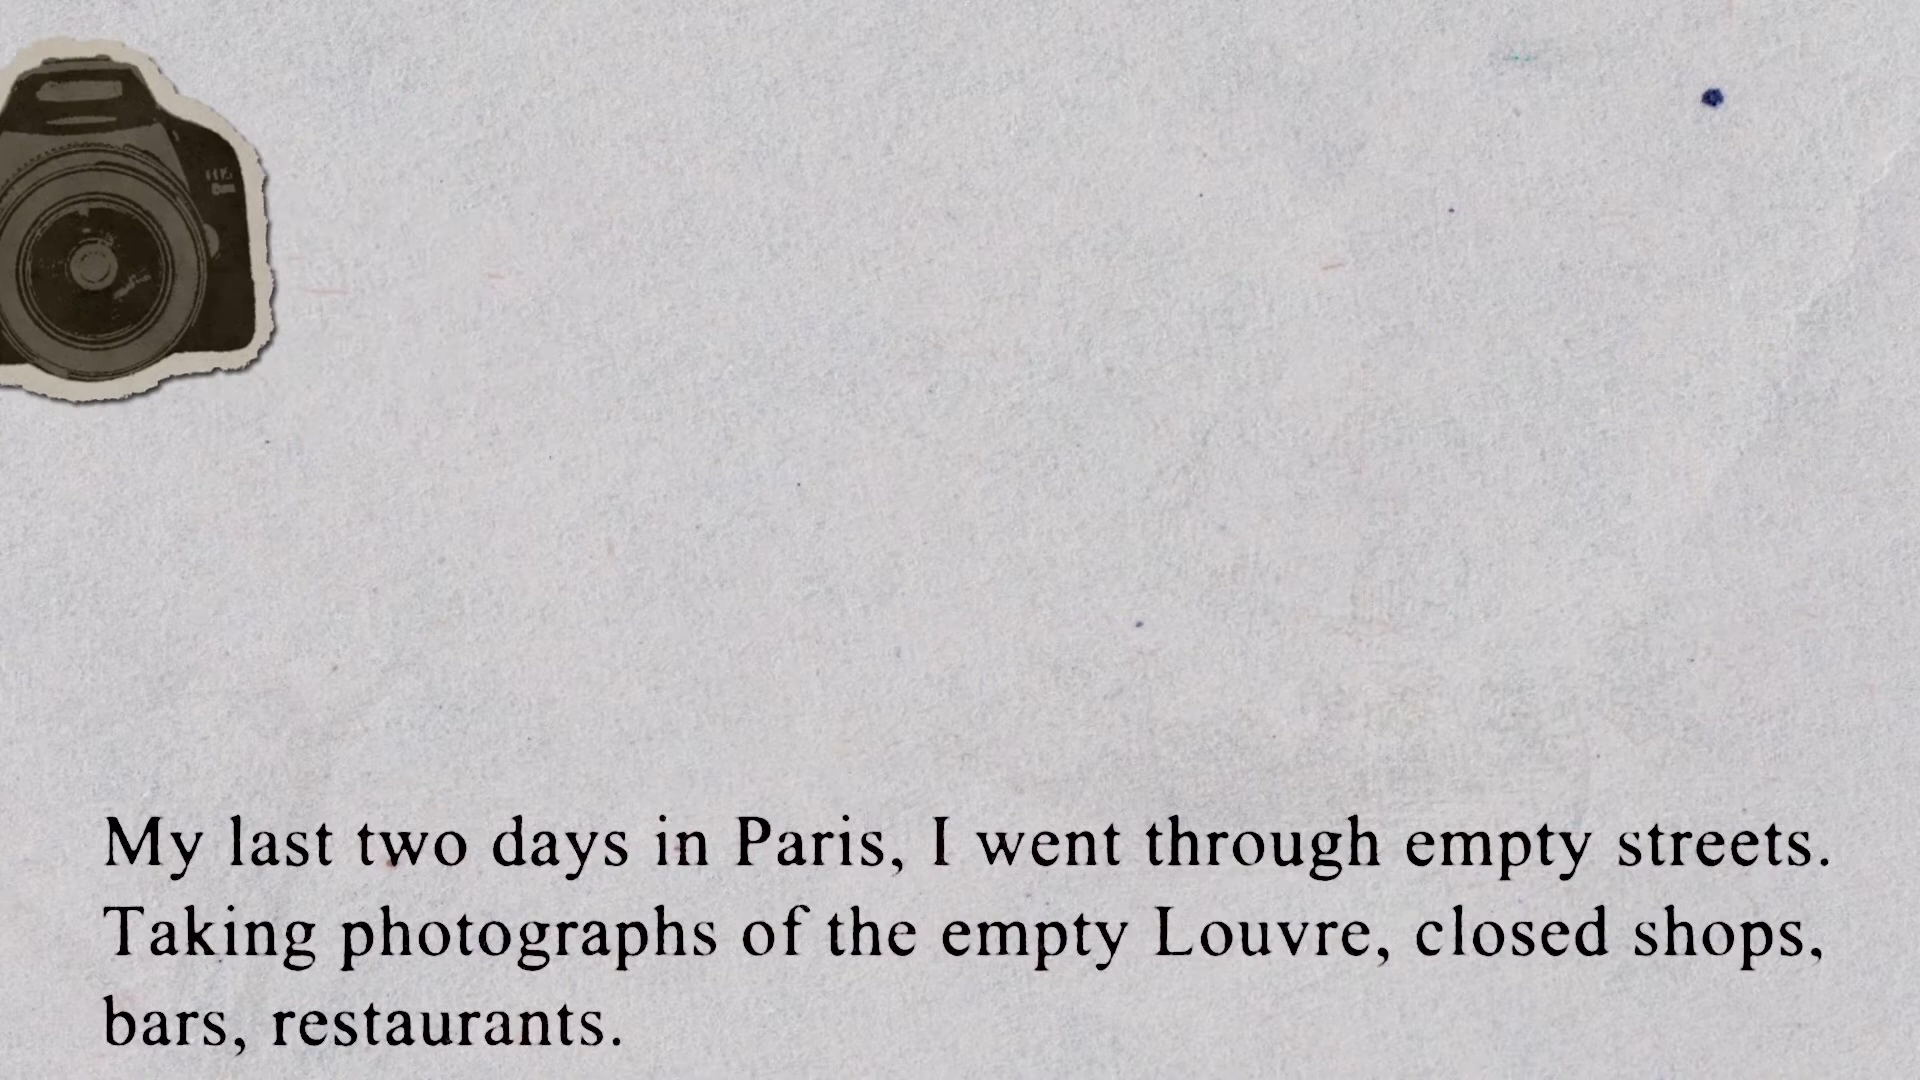 My last two days in Paris, I went through empty streets.
Taking photographs of the empty Louvre, closed shops,
bars, restaurants.